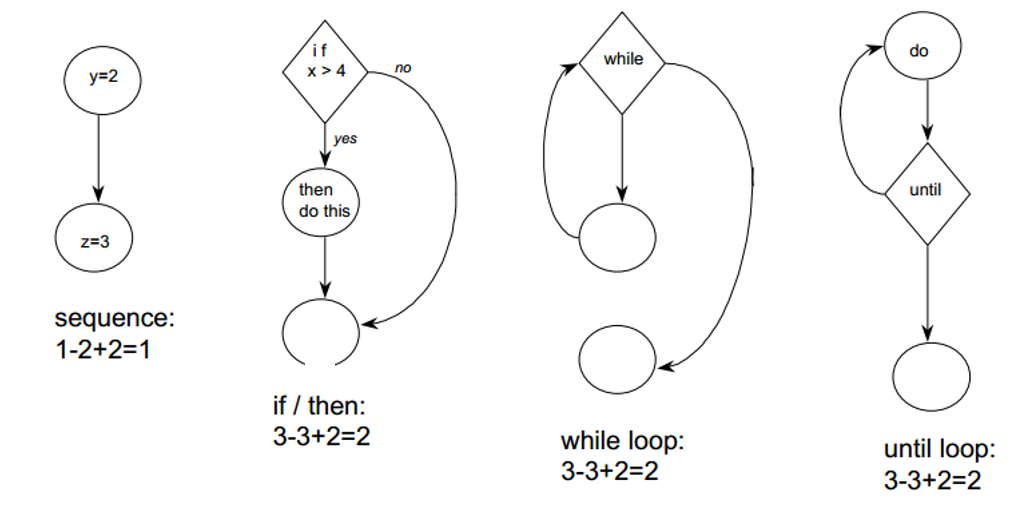 y=2
z=3
sequence:
1-2+2=1
if
x > 4
no
yes
then
do this
if / then:
3-3+2=2
while
while loop:
3-3+2=2
do
until
until loop:
3-3+2=2